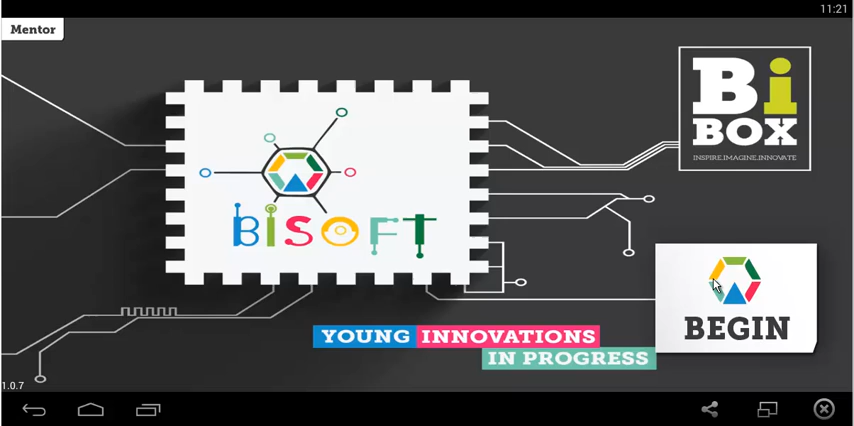 11:21
Mentor
Bi
BOX
INSPIRE.IMAGINE.INNOVATE
BISOFT
BEGIN
YOUNG INNOVATIONS
IN PROGRESS
1.0.7